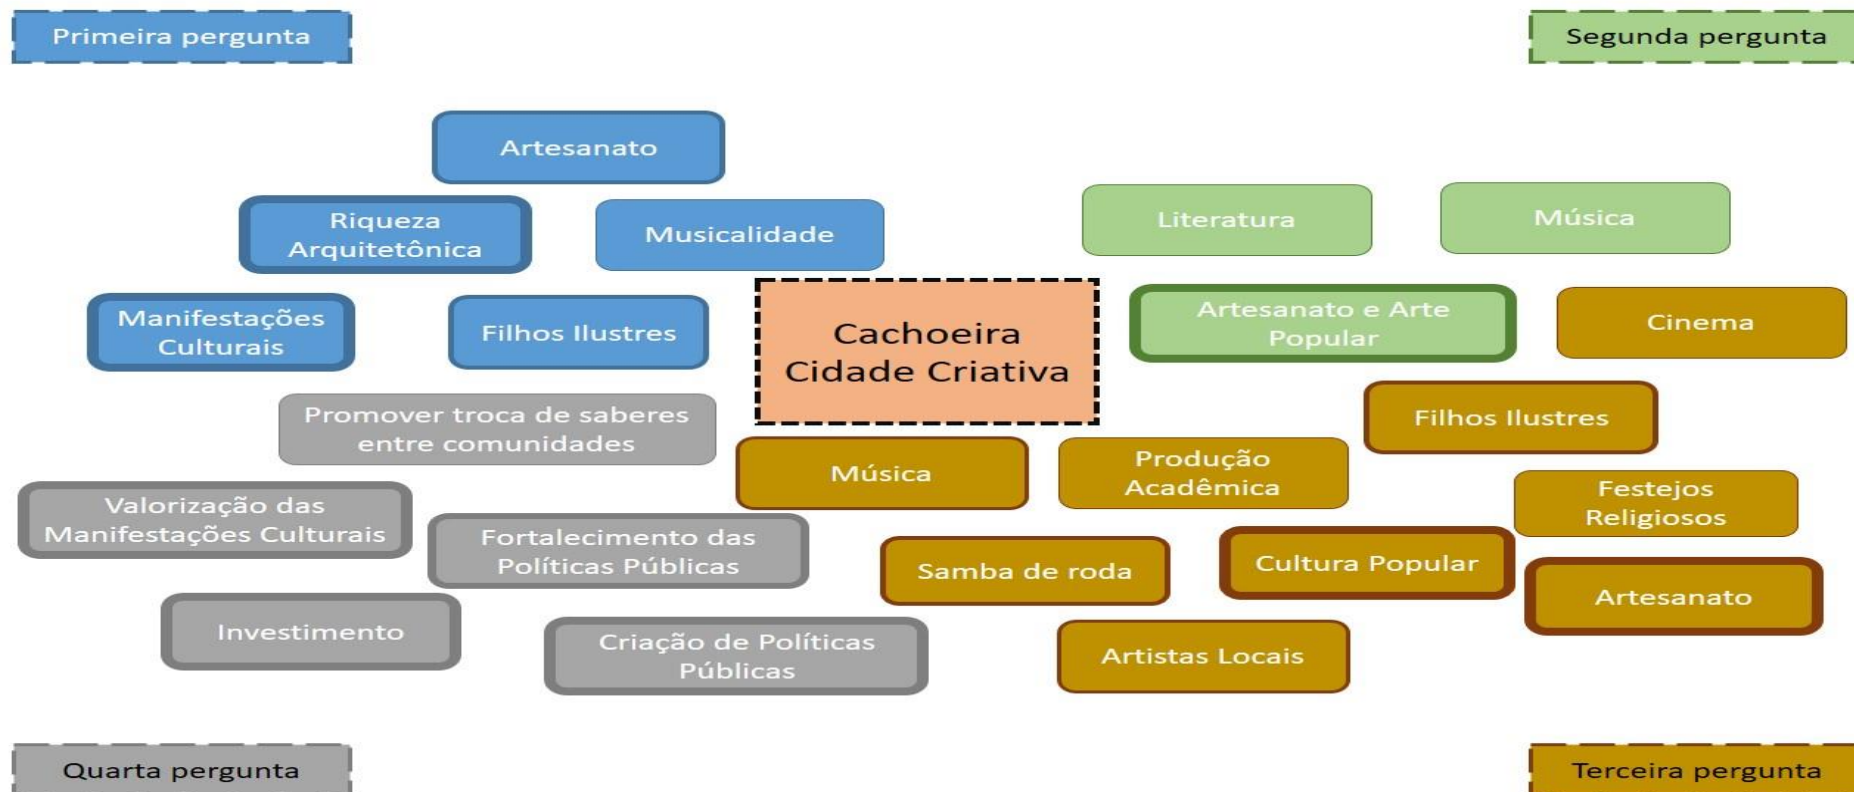 Primeira pergunta
Segunda pergunta
Artesanato
Riqueza
Arquitetônica
Musicalidade
Literatura
Música
Manifestações
Culturais
Filhos Ilustres
Cachoeira
Cidade Criativa
Artesanato e Arte
Popular
Cinema
Promover troca de saberes
entre comunidades
Filhos Ilustres
Música
Produção
Acadêmica
Festejos
Religiosos
Valorização das
Manifestações Culturais
Fortalecimento das
Políticas Públicas
Samba de roda
Cultura Popular
Artesanato
Investimento
Criação de Políticas
Públicas
Artistas Locais
Quarta pergunta
Terceira pergunta